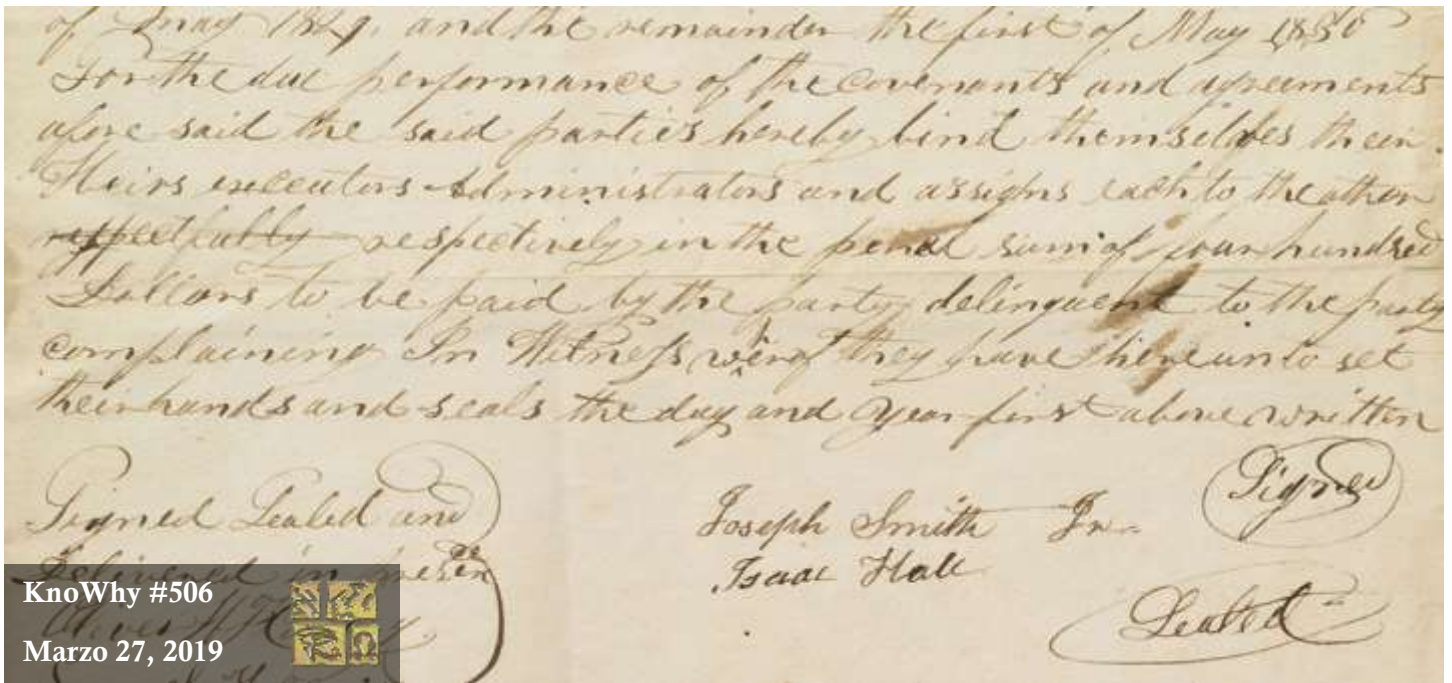 of May 1829. and the remainder the first of May 1830
For the due performance of the covenants and agreements
afore said the said parties hereby bind themselves their
Heirs executors Administrators and assigns each to the other
respectfully respectively in the penal sum of four hundred
Dollars to be paid by the party delinquent to the party
complaining In Witness whereof they have hereunto set
their hands and seals the day and year first above written
Signed Sealed and
Delivered in presence
Joseph Smith Jr.
Isaac Hale
Signed
Sealed
KnoWhy #506
Marzo 27, 2019